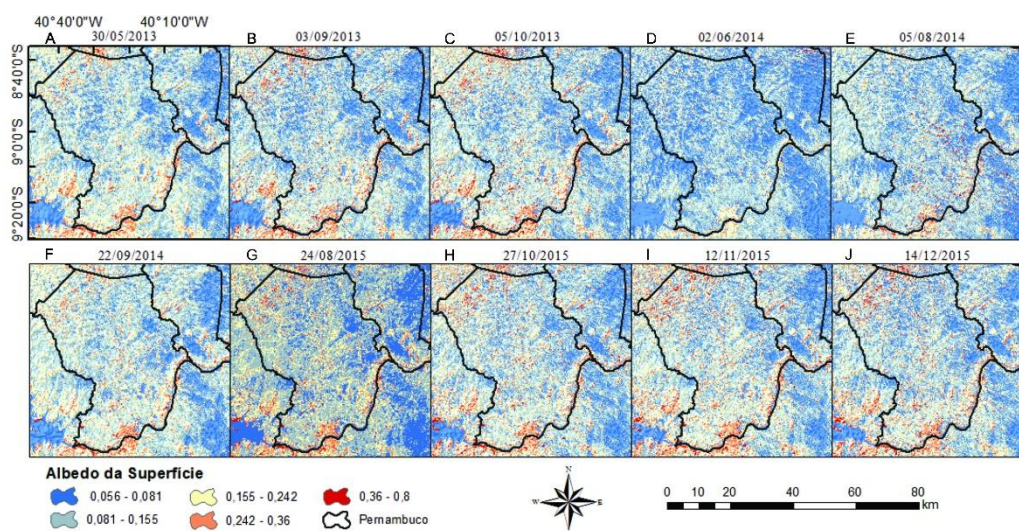 40°40'0"W 40°10'0"W
A B C D E
30/05/2013 03/09/2013 05/10/2013 02/06/2014 05/08/2014
8°40'0"S
9°0'0"S
9°20'0"S
F G H I J
22/09/2014 24/08/2015 27/10/2015 12/11/2015 14/12/2015
Albedo da Superfície
0,056 - 0,081 0,155 - 0,242 0,36 - 0,8
0,081 - 0,155 0,242 - 0,36 Pernambuco
N
W E
S
0 5 10 20 40 60 80
km